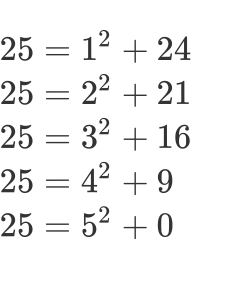 25 = 1² + 24
25 = 2² + 21
25 = 3² + 16
25 = 4² + 9
25 = 5² + 0